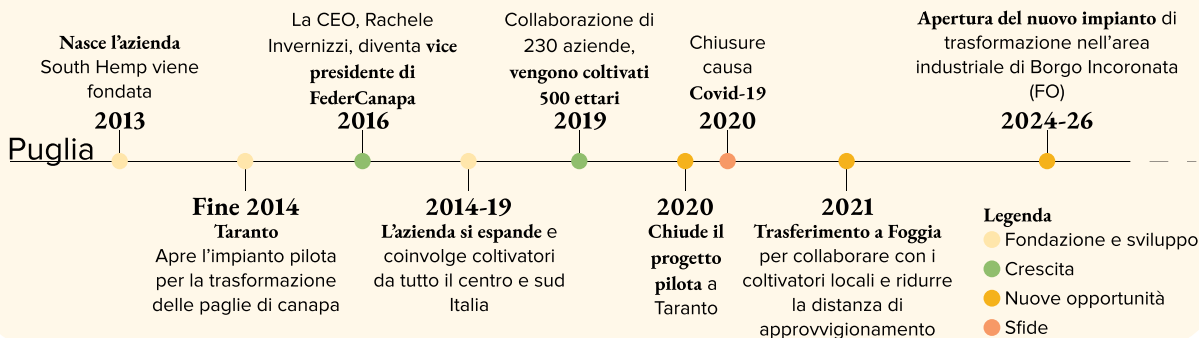 Puglia
Nasce l’azienda
South Hemp viene
fondata
2013
Fine 2014
Taranto
Apre l’impianto pilota
per la trasformazione
delle paglie di canapa
La CEO, Rachele
Invernizzi, diventa vice
presidente di
FederCanapa
2016
2014-19
L’azienda si espande e
coinvolge coltivatori
da tutto il centro e sud
Italia
Collaborazione di
230 aziende,
vengono coltivati
500 ettari
2019
2020
Chiude il
progetto
pilota a
Taranto
Chiusure
causa
Covid-19
2020
2021
Trasferimento a Foggia
per collaborare con i
coltivatori locali e ridurre
la distanza di
approvvigionamento
Apertura del nuovo impianto di
trasformazione nell’area
industriale di Borgo Incoronata
(FO)
2024-26
Legenda
Fondazione e sviluppo
Crescita
Nuove opportunità
Sfide